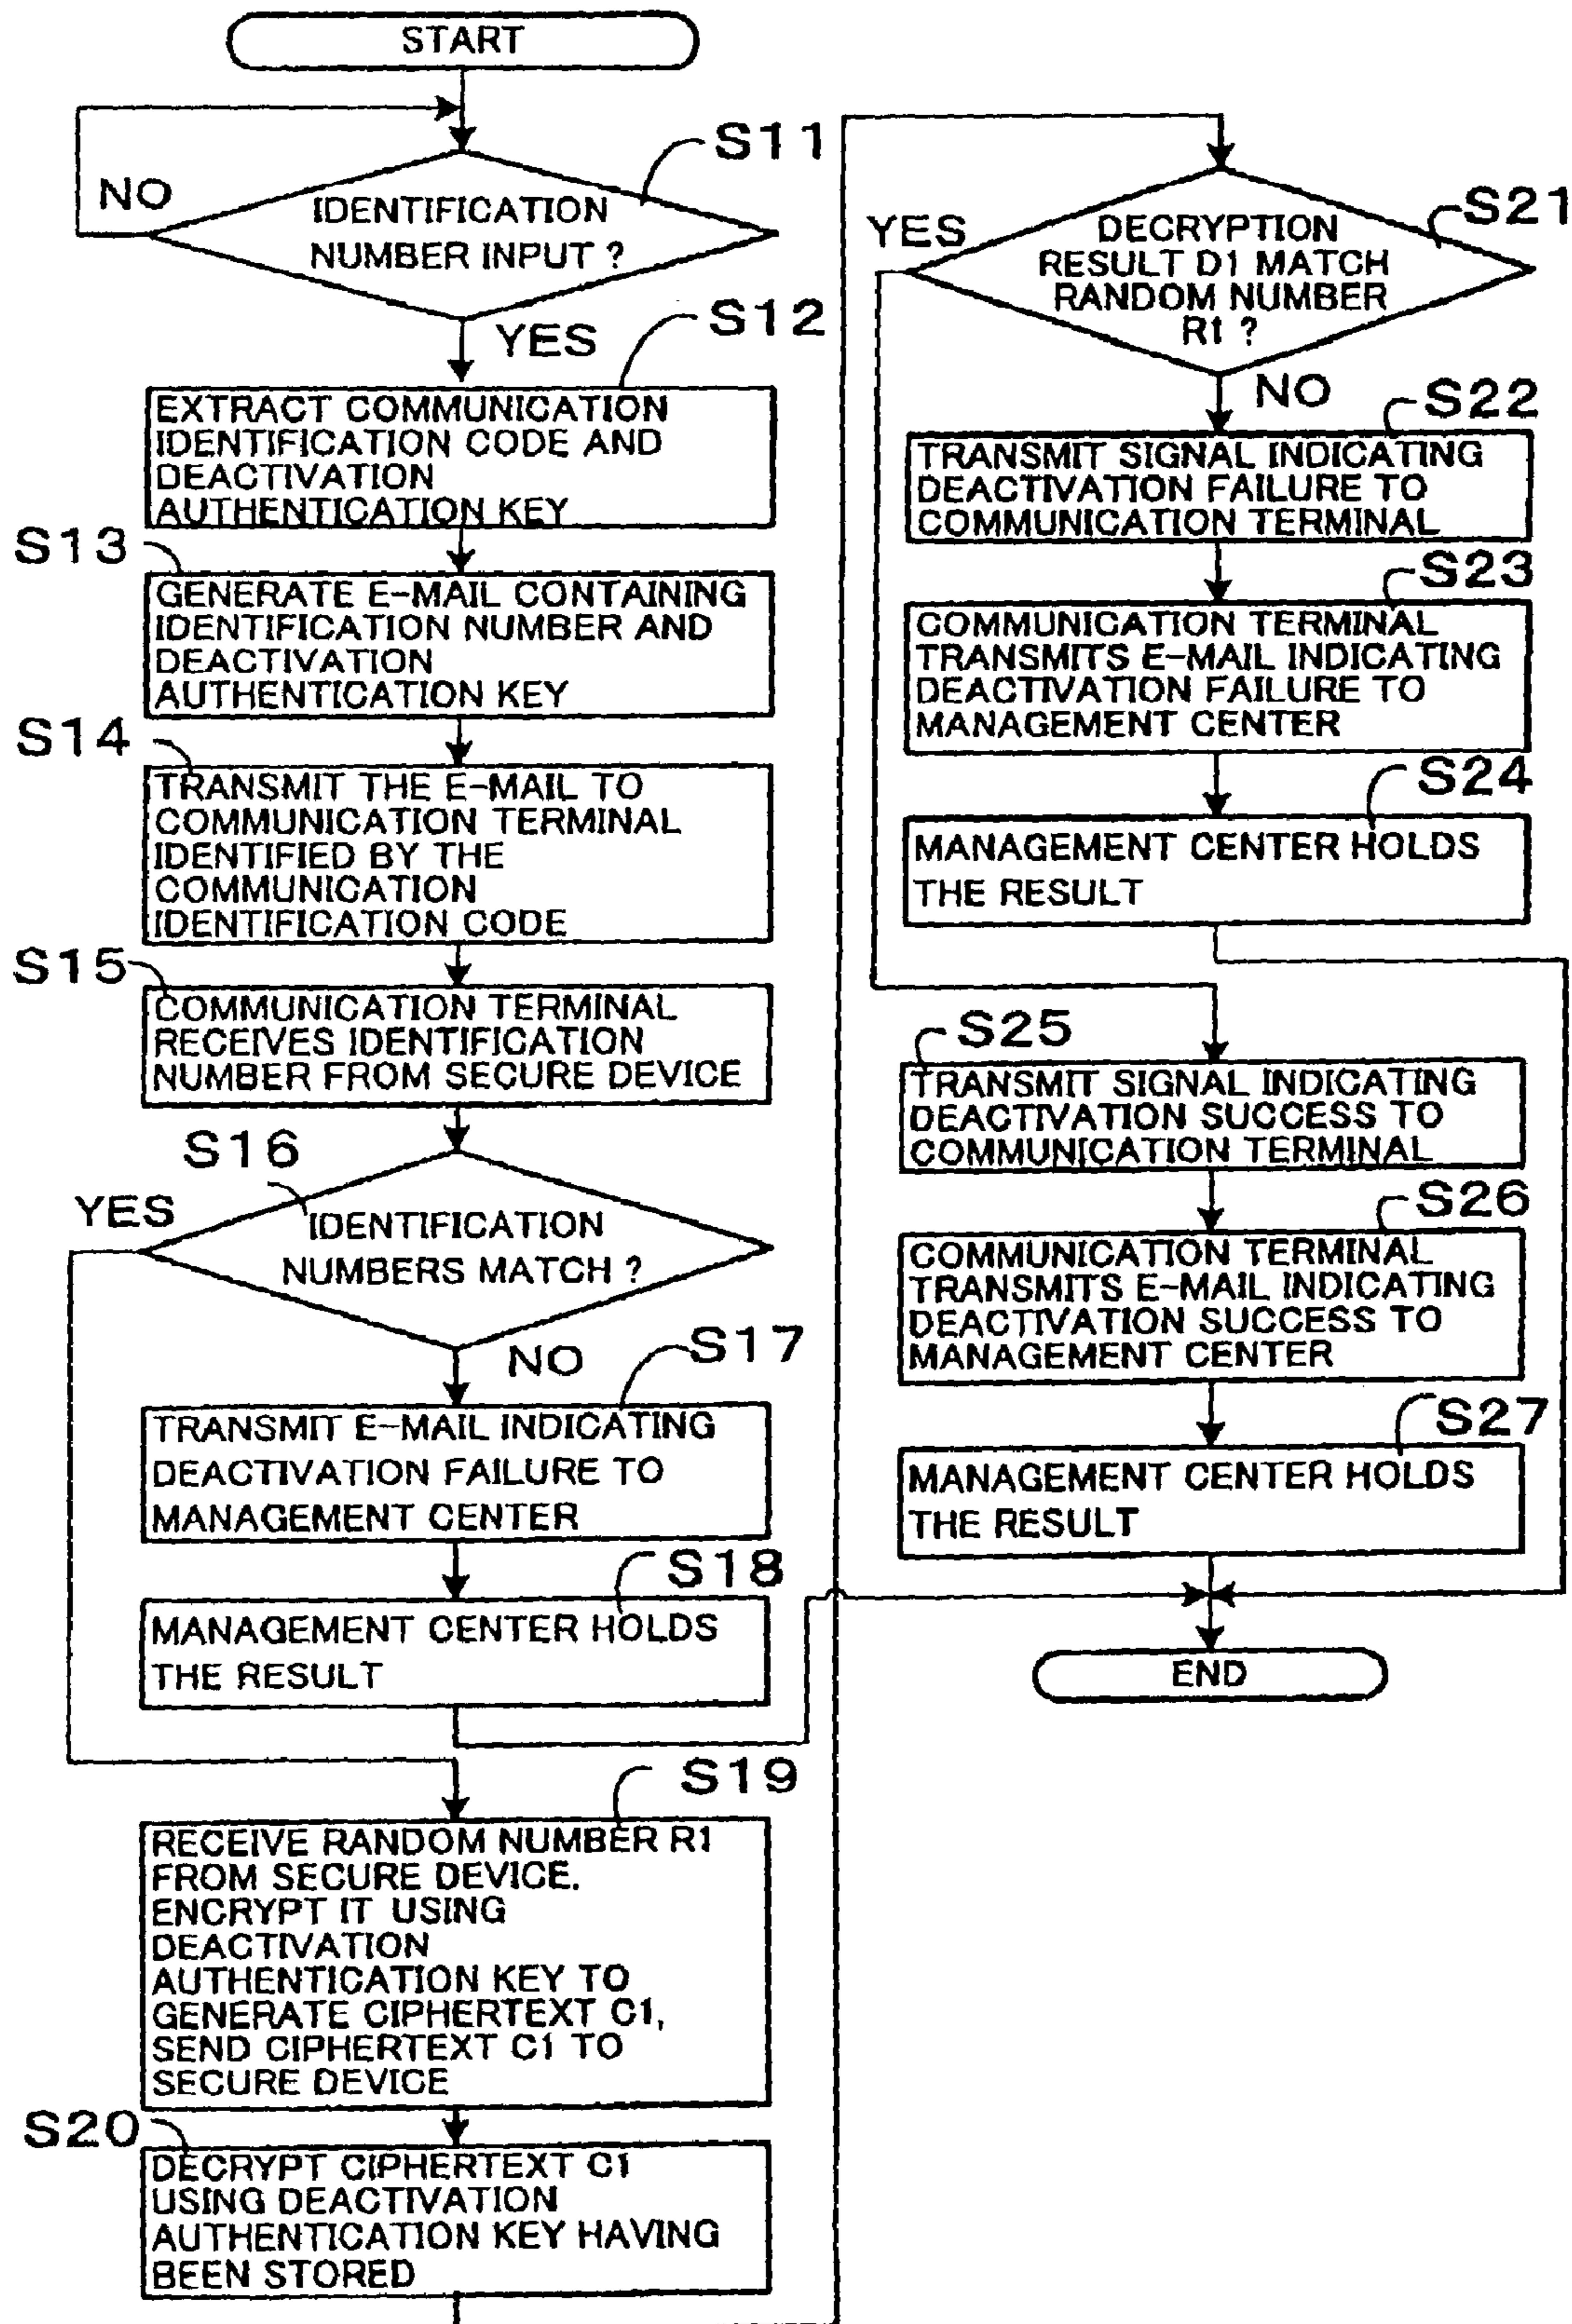 START
S11
NO
IDENTIFICATION
NUMBER INPUT ?
YES
S12
EXTRACT COMMUNICATION
IDENTIFICATION CODE AND
DEACTIVATION
AUTHENTICATION KEY
S13
GENERATE E-MAIL CONTAINING
IDENTIFICATION NUMBER AND
DEACTIVATION
AUTHENTICATION KEY
S14
TRANSMIT THE E-MAIL TO
COMMUNICATION TERMINAL
IDENTIFIED BY THE
COMMUNICATION
IDENTIFICATION CODE
S15
COMMUNICATION TERMINAL
RECEIVES IDENTIFICATION
NUMBER FROM SECURE DEVICE
S16
YES
IDENTIFICATION
NUMBERS MATCH ?
NO
S17
TRANSMIT E-MAIL INDICATING
DEACTIVATION FAILURE TO
MANAGEMENT CENTER
S18
MANAGEMENT CENTER HOLDS
THE RESULT
S19
RECEIVE RANDOM NUMBER R1
FROM SECURE DEVICE.
ENCRYPT IT USING
DEACTIVATION
AUTHENTICATION KEY TO
GENERATE CIPHERTEXT C1,
SEND CIPHERTEXT C1 TO
SECURE DEVICE
S20
DECRYPT CIPHERTEXT C1
USING DEACTIVATION
AUTHENTICATION KEY HAVING
BEEN STORED
S21
YES
DECRYPTION
RESULT D1 MATCH
RANDOM NUMBER
R1 ?
NO
S22
TRANSMIT SIGNAL INDICATING
DEACTIVATION FAILURE TO
COMMUNICATION TERMINAL
S23
COMMUNICATION TERMINAL
TRANSMITS E-MAIL INDICATING
DEACTIVATION FAILURE TO
MANAGEMENT CENTER
S24
MANAGEMENT CENTER HOLDS
THE RESULT
S25
TRANSMIT SIGNAL INDICATING
DEACTIVATION SUCCESS TO
COMMUNICATION TERMINAL
S26
COMMUNICATION TERMINAL
TRANSMITS E-MAIL INDICATING
DEACTIVATION SUCCESS TO
MANAGEMENT CENTER
S27
MANAGEMENT CENTER HOLDS
THE RESULT
END